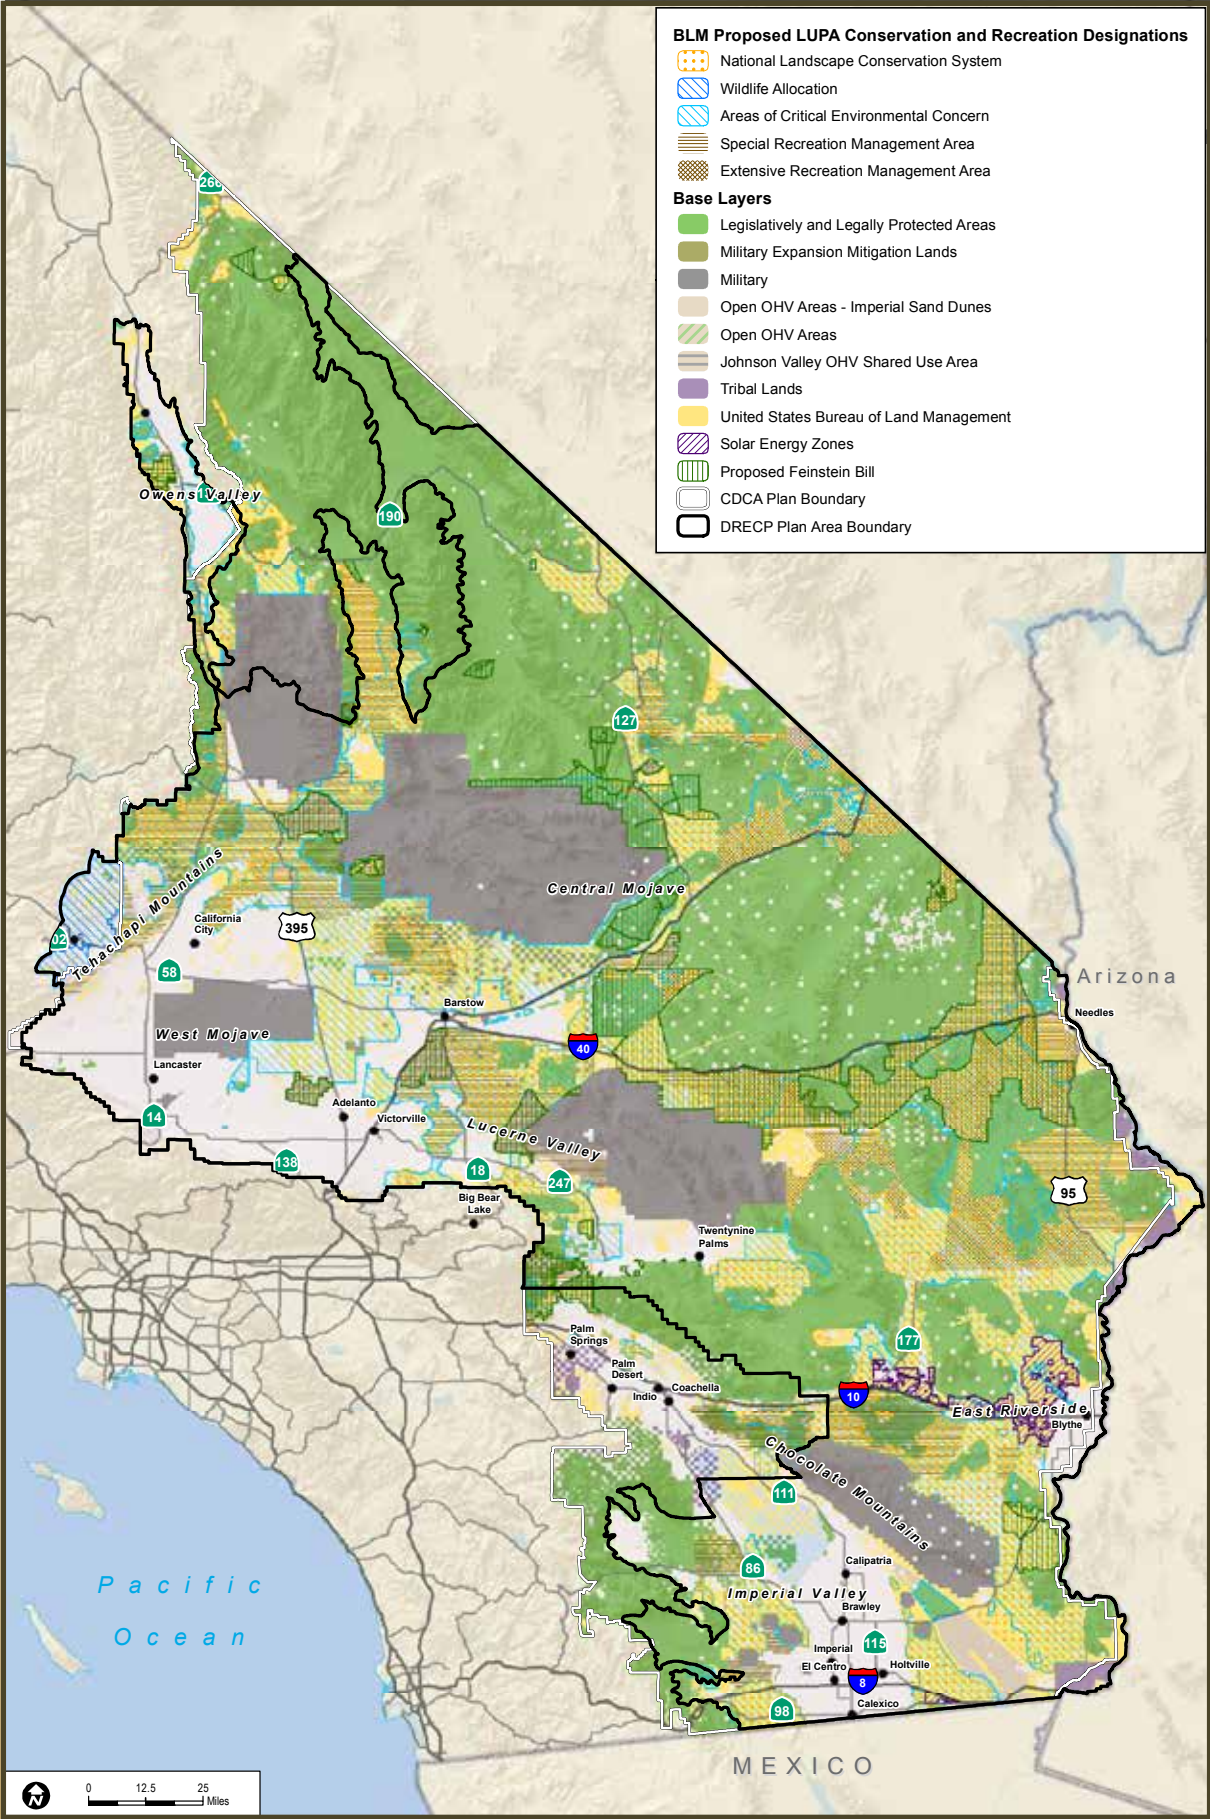 BLM Proposed LUPA Conservation and Recreation Designations
National Landscape Conservation System
Wildlife Allocation
Areas of Critical Environmental Concern
Special Recreation Management Area
Extensive Recreation Management Area
Base Layers
Legislatively and Legally Protected Areas
Military Expansion Mitigation Lands
Military
Open OHV Areas - Imperial Sand Dunes
Open OHV Areas
Johnson Valley OHV Shared Use Area
Tribal Lands
United States Bureau of Land Management
Solar Energy Zones
Proposed Feinstein Bill
CDCA Plan Boundary
DRECP Plan Area Boundary
266
Owens Valley
190
127
Central Mojave
Tehachapi Mountains
California
City
395
02
58
Arizona
Needles
Barstow
West Mojave
40
Lancaster
Adelanto
14
Victorville
Lucerne Valley
138
18
247
95
Big Bear
Lake
Twentynine
Palms
Palm
Springs
177
Palm
Desert
Coachella
Indio
10
East Riverside
Blythe
Chocolate Mountains
111
86
Calipatria
Imperial Valley
Brawley
115
Imperial
El Centro
Holtville
8
Calexico
98
Pacific
Ocean
MEXICO
N
0 12.5 25
Miles